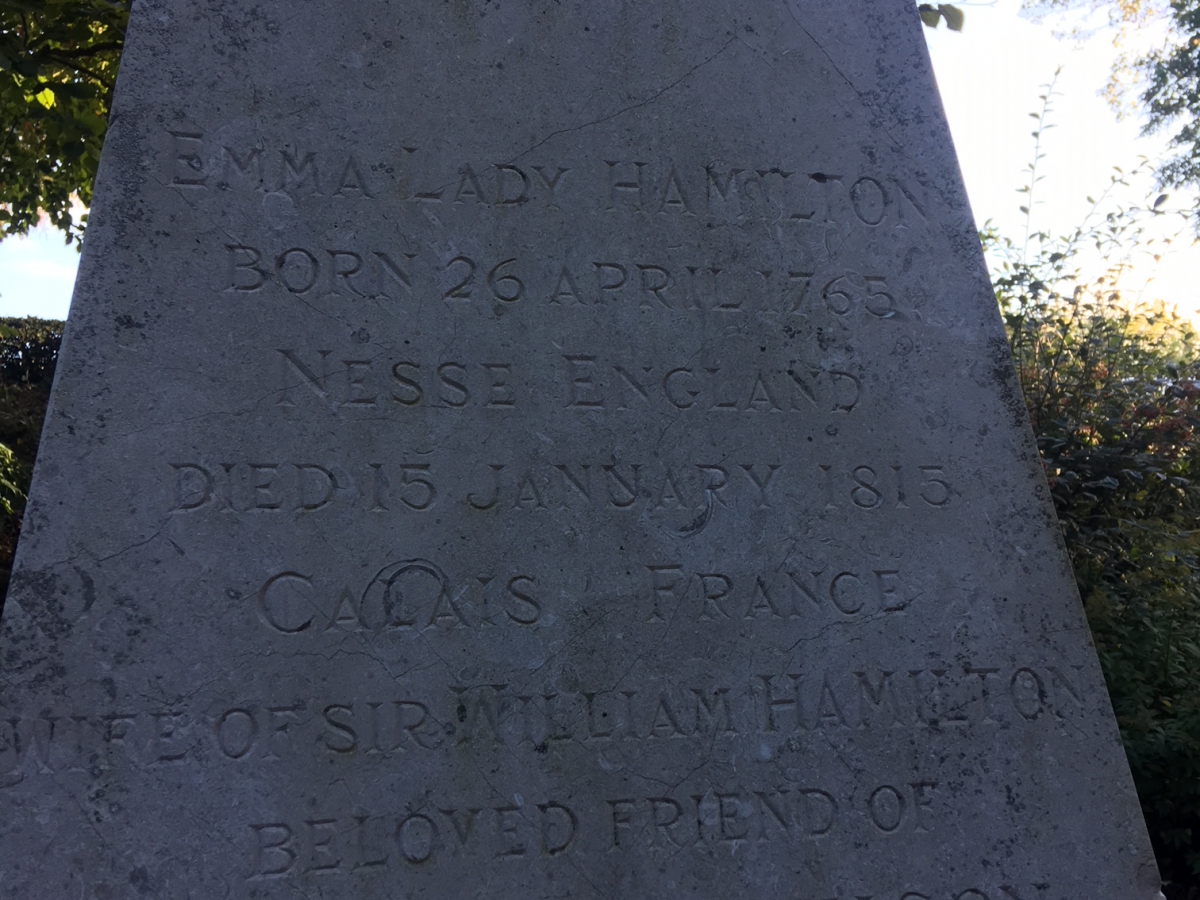 EMMA LADY HAMILTON
BORN 26 APRIL 1765
NESSE ENGLAND
DIED 15 JANUARY 1815
CALAIS FRANCE
WIFE OF SIR WILLIAM HAMILTON
BELOVED FRIEND OF